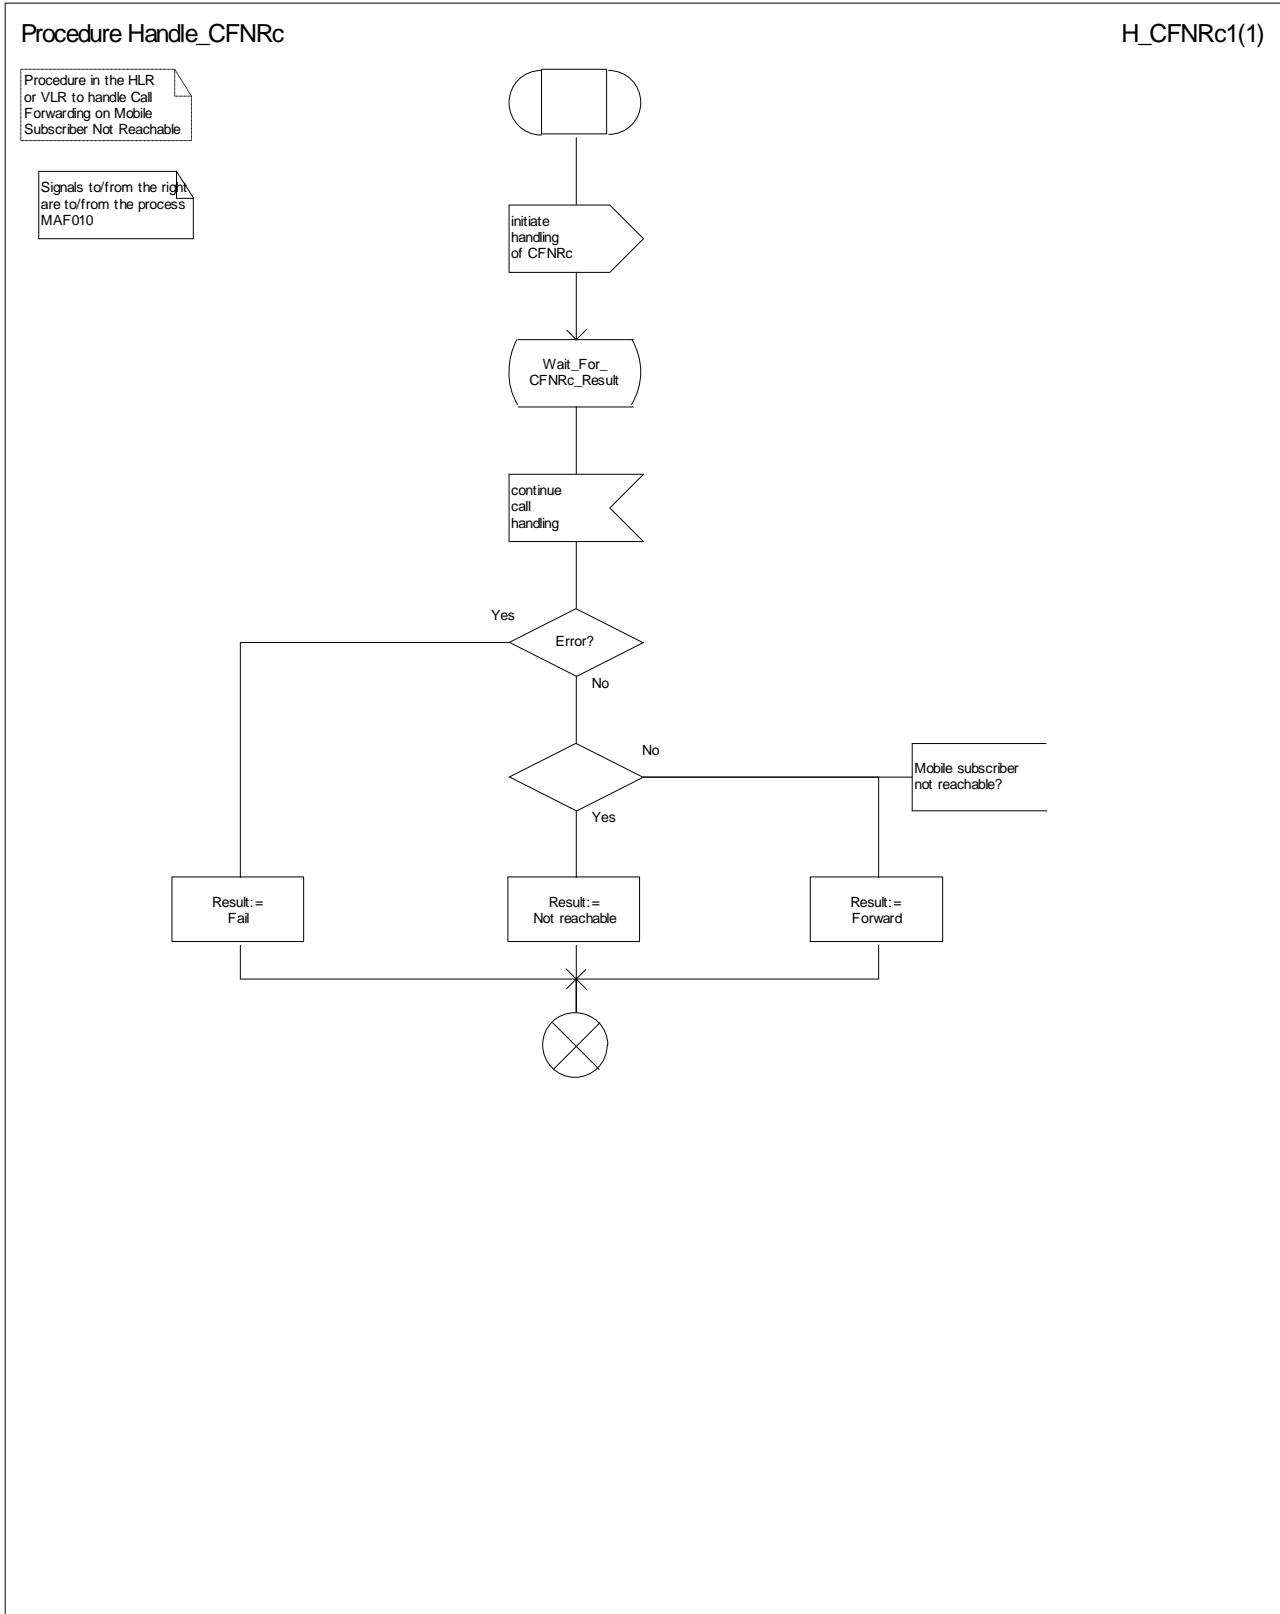 Procedure Handle_CFNRc
H_CFNRc1(1)
Procedure in the HLR
or VLR to handle Call
Forwarding on Mobile
Subscriber Not Reachable
Signals to/from the right
are to/from the process
MAF010
initiate
handling
of CFNRc
Wait_For_
CFNRc_Result
continue
call
handling
Yes
Error?
No
No
Mobile subscriber
not reachable?
Yes
Result:=
Fail
Result:=
Not reachable
Result:=
Forward